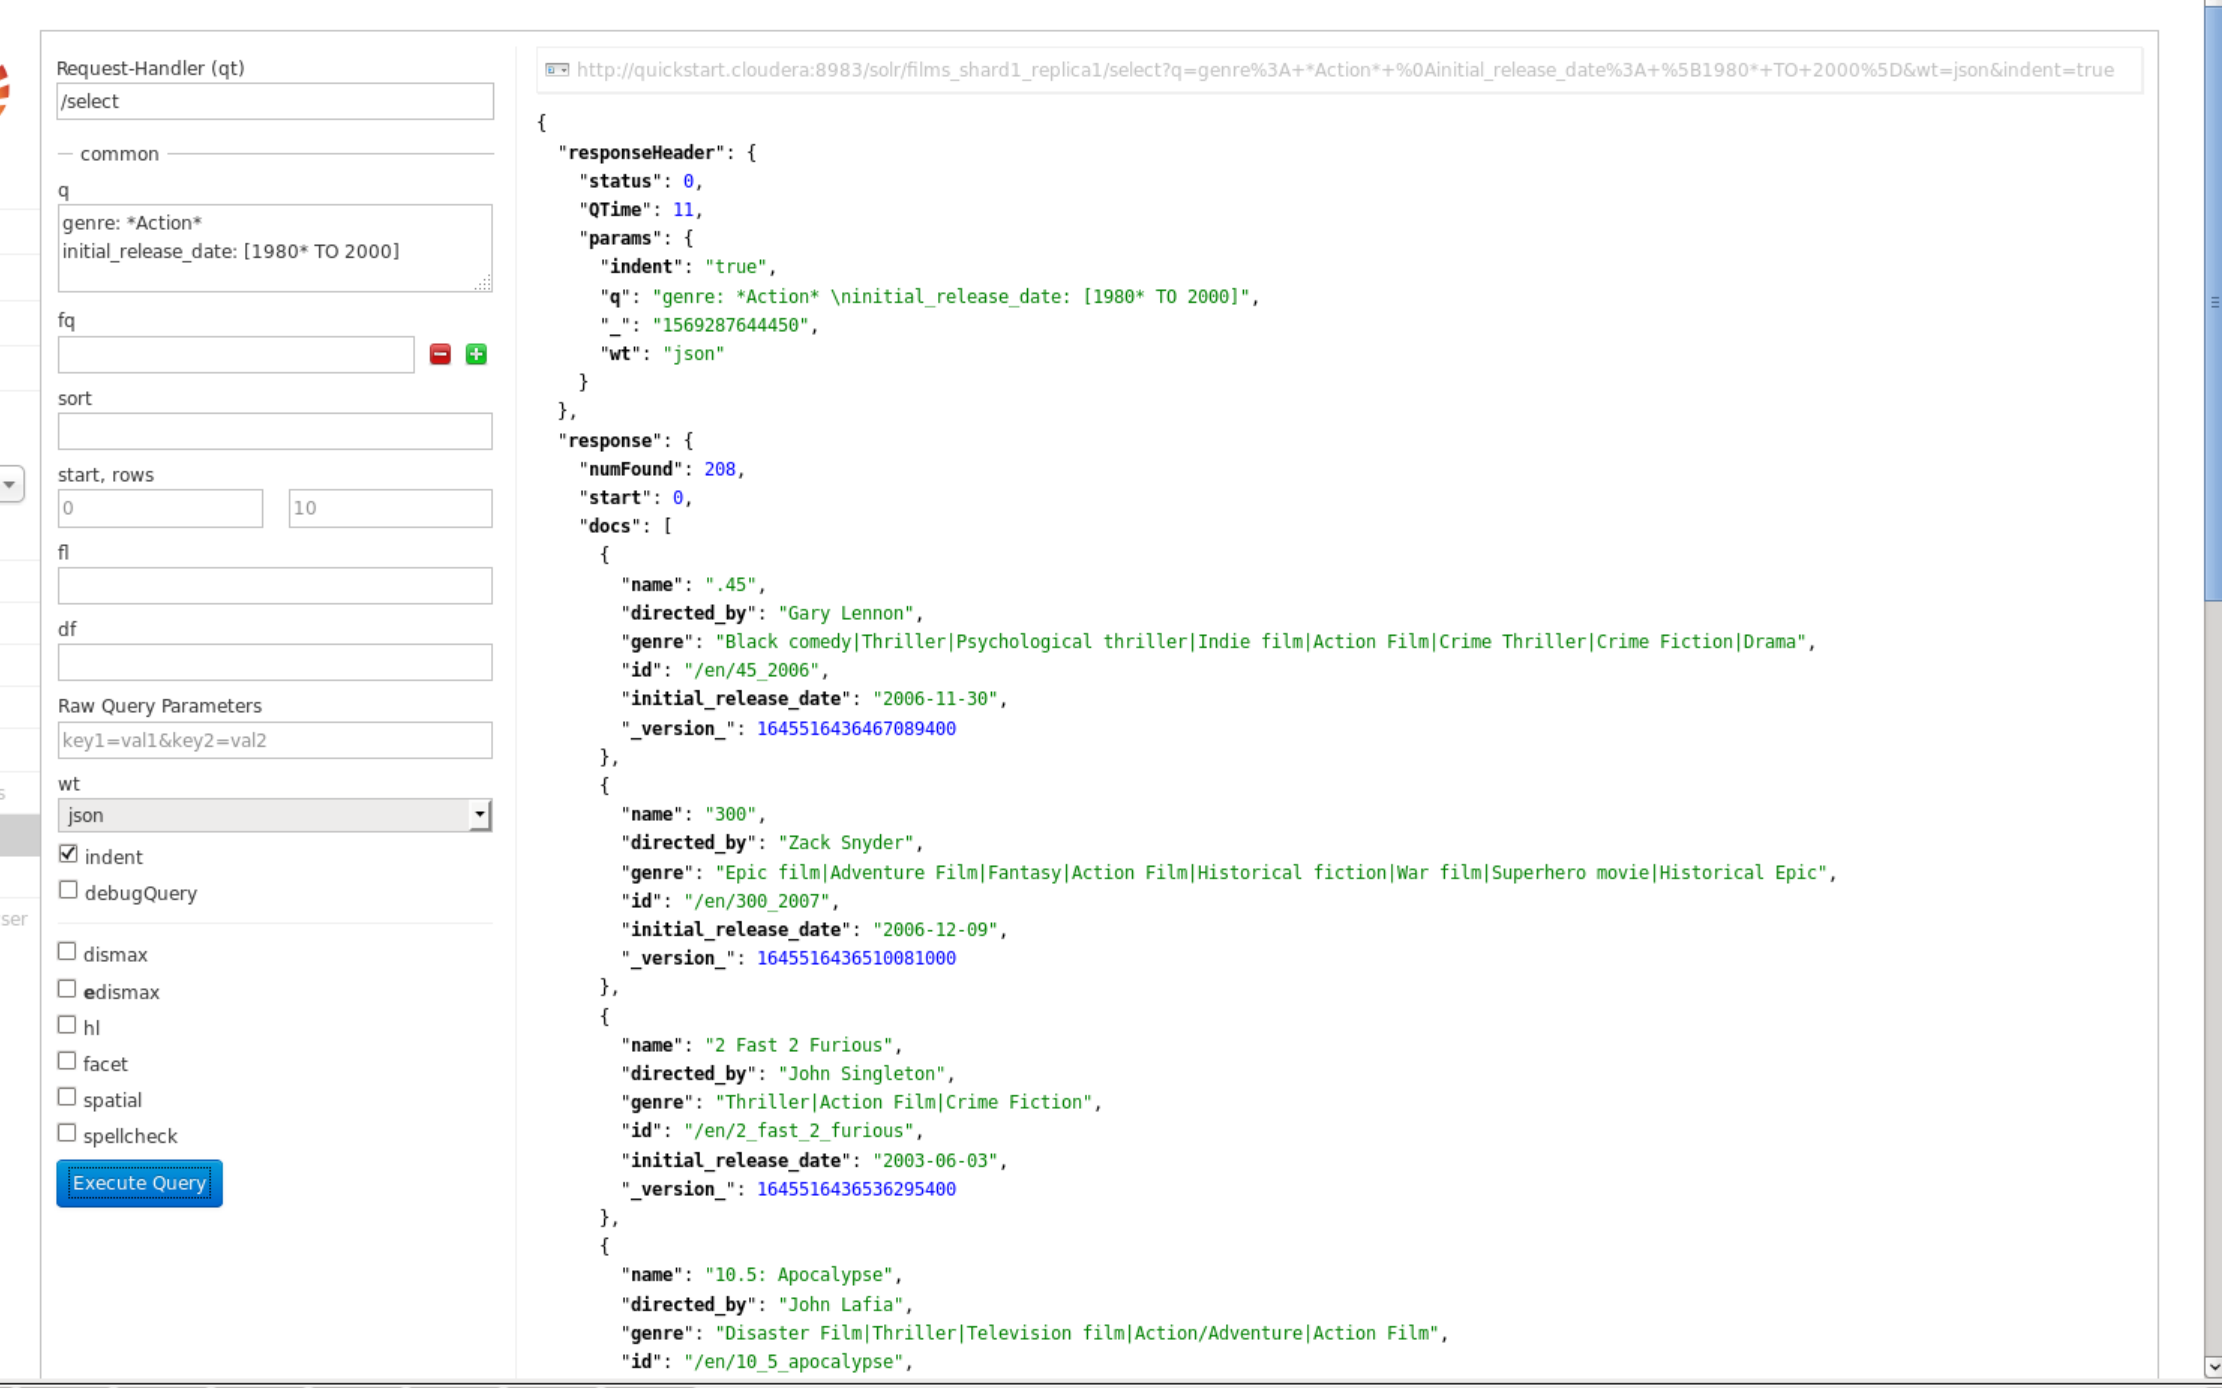 Request-Handler (qt)
/select
common
q
genre: *Action*
initial_release_date: [1980* TO 2000]
fq
sort
start, rows
0 10
fl
df
Raw Query Parameters
key1=val1&key2=val2
wt
json
indent
debugQuery
dismax
edismax
hl
facet
spatial
spellcheck
Execute Query
s
ser
http://quickstart.cloudera:8983/solr/films_shard1_replica1/select?q=genre%3A+*Action*+%0Ainitial_release_date%3A+%5B1980*+TO+2000%5D&wt=json&indent=true
{
"responseHeader": {
"status": 0,
"QTime": 11,
"params": {
"indent": "true",
"q": "genre: *Action* \ninitial_release_date: [1980* TO 2000]",
"_": "1569287644450",
"wt": "json"
}
},
"response": {
"numFound": 208,
"start": 0,
"docs": [
{
"name": ".45",
"directed_by": "Gary Lennon",
"genre": "Black comedy|Thriller|Psychological thriller|Indie film|Action Film|Crime Thriller|Crime Fiction|Drama",
"id": "/en/45_2006",
"initial_release_date": "2006-11-30",
"_version_": 1645516436467089400
},
{
"name": "300",
"directed_by": "Zack Snyder",
"genre": "Epic film|Adventure Film|Fantasy|Action Film|Historical fiction|War film|Superhero movie|Historical Epic",
"id": "/en/300_2007",
"initial_release_date": "2006-12-09",
"_version_": 1645516436510081000
},
{
"name": "2 Fast 2 Furious",
"directed_by": "John Singleton",
"genre": "Thriller|Action Film|Crime Fiction",
"id": "/en/2_fast_2_furious",
"initial_release_date": "2003-06-03",
"_version_": 1645516436536295400
},
{
"name": "10.5: Apocalypse",
"directed_by": "John Lafia",
"genre": "Disaster Film|Thriller|Television film|Action/Adventure|Action Film",
"id": "/en/10_5_apocalypse",